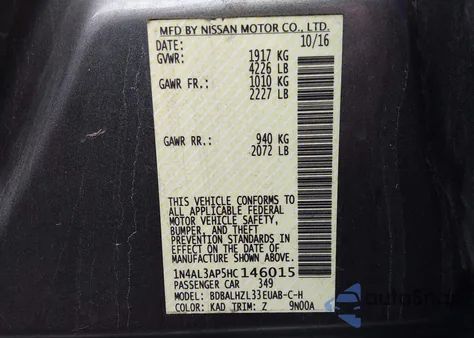 MFD BY NISSAN MOTOR CO., LTD.
DATE: 10/16
GVWR: 1917 KG
4226 LB
GAWR FR.: 1010 KG
2227 LB
GAWR RR.: 940 KG
2072 LB
THIS VEHICLE CONFORMS TO
ALL APPLICABLE FEDERAL
MOTOR VEHICLE SAFETY,
BUMPER, AND THEFT
PREVENTION STANDARDS
IN EFFECT ON THE DATE OF
MANUFACTURE SHOWN ABOVE.
1N4AL3AP5HC146015
PASSENGER CAR 349
MODEL: BDBALHZL33EUAB-C-H
COLOR: KAD TRIM: Z 9N00A